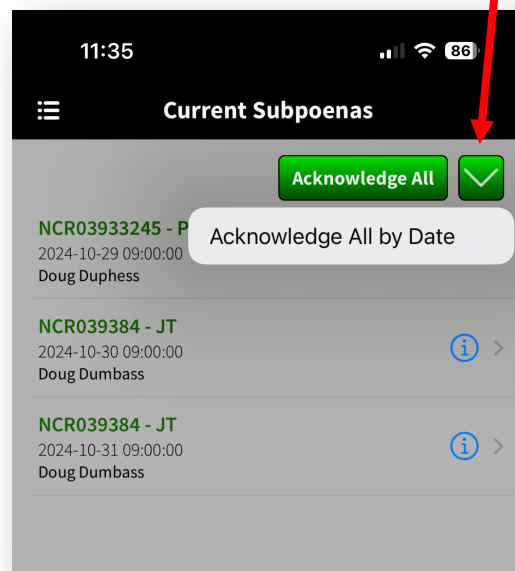 11:35
86
Current Subpoenas
Acknowledge All
NCR03933245 - P
Acknowledge All by Date
2024-10-29 09:00:00
Doug Duphess
NCR039384 - JT
2024-10-30 09:00:00
Doug Dumbass
NCR039384 - JT
2024-10-31 09:00:00
Doug Dumbass